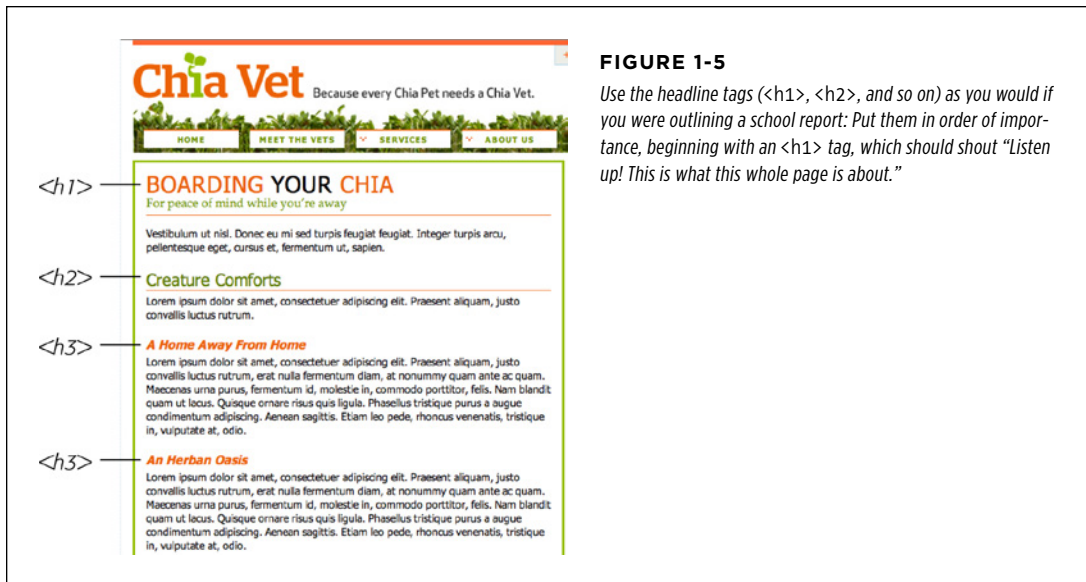 Chia Vet Because every Chia Pet needs a Chia Vet.
HOME MEET THE VETS SERVICES ABOUT US
<h1> BOARDING YOUR CHIA
For peace of mind while you're away
Vestibulum ut nisl. Donec eu mi sed turpis feugiat feugiat. Integer turpis arcu,
pellentesque eget, cursus et, fermentum ut, sapien.
<h2> Creature Comforts
Lorem ipsum dolor sit amet, consectetuer adipiscing elit. Praesent aliquam, justo
convallis luctus rutrum.
<h3> A Home Away From Home
Lorem ipsum dolor sit amet, consectetuer adipiscing elit. Praesent aliquam, justo
convallis luctus rutrum, erat nulla fermentum diam, at nonummy quam ante ac quam.
Maecenas urna purus, fermentum id, molestie in, commodo porttitor, felis. Nam blandit
quam ut lacus. Quisque ornare risus quis ligula. Phasellus tristique purus a augue
condimentum adipiscing. Aenean sagittis. Etiam leo pede, rhoncus venenatis, tristique
in, vulputate at, odio.
<h3> An Herban Oasis
Lorem ipsum dolor sit amet, consectetuer adipiscing elit. Praesent aliquam, justo
convallis luctus rutrum, erat nulla fermentum diam, at nonummy quam ante ac quam.
Maecenas urna purus, fermentum id, molestie in, commodo porttitor, felis. Nam blandit
quam ut lacus. Quisque ornare risus quis ligula. Phasellus tristique purus a augue
condimentum adipiscing. Aenean sagittis. Etiam leo pede, rhoncus venenatis, tristique
in, vulputate at, odio.
FIGURE 1-5
Use the headline tags (<h1>, <h2>, and so on) as you would if
you were outlining a school report: Put them in order of impor-
tance, beginning with an <h1> tag, which should shout “Listen
up! This is what this whole page is about.”